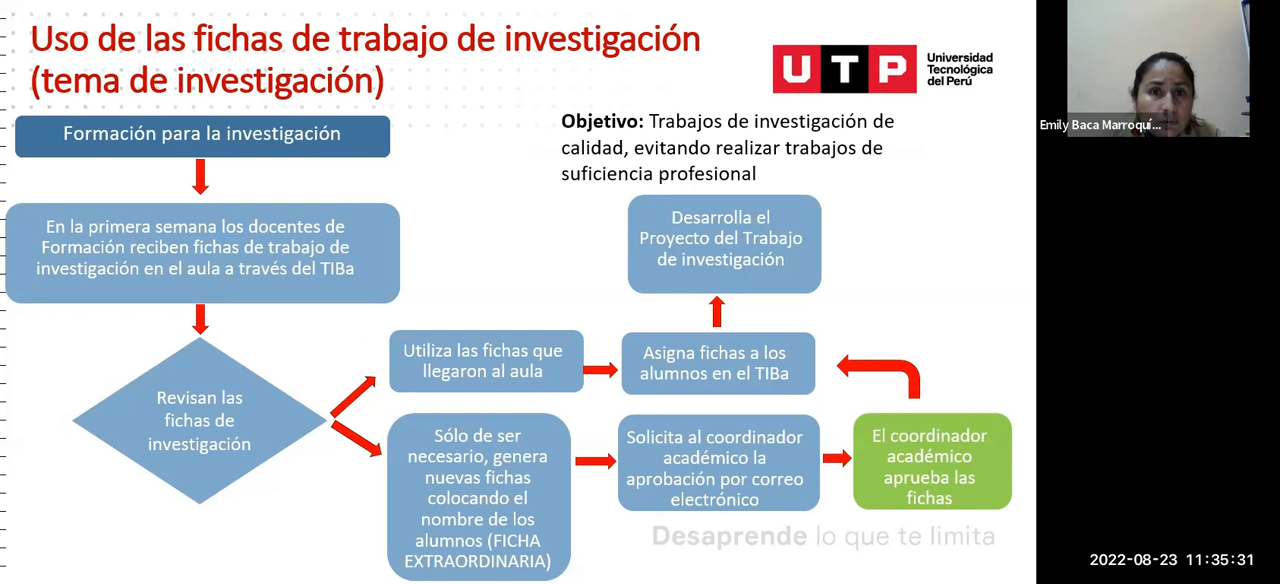 Uso de las fichas de trabajo de investigación
(tema de investigación)
UTP
Universidad
Tecnológica
del Perú
Emily Baca Marroquí...
Formación para la investigación
Objetivo: Trabajos de investigación de
calidad, evitando realizar trabajos de
suficiencia profesional
En la primera semana los docentes de
Formación reciben fichas de trabajo de
investigación en el aula a través del TIBa
Desarrolla el
Proyecto del Trabajo
de investigación
Revisan las
fichas de
investigación
Utiliza las fichas que
llegaron al aula
Asigna fichas a los
alumnos en el TIBa
Sólo de ser
necesario, genera
nuevas fichas
colocando el
nombre de los
alumnos (FICHA
EXTRAORDINARIA)
Solicita al coordinador
académico la
aprobación por correo
electrónico
El coordinador
académico
aprueba las
fichas
Desaprende lo que te limita
2022-08-23 11:35:31